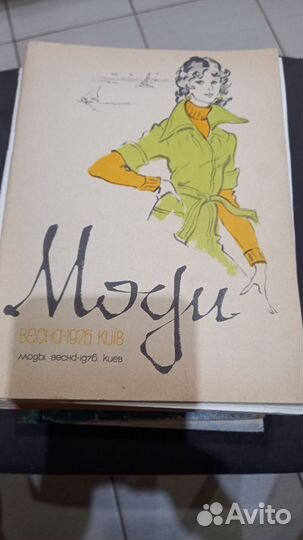 Моди
ВЕСНА·1976. КИЇВ
МОДЫ. ВЕСНА·1976. КИЕВ
Avito